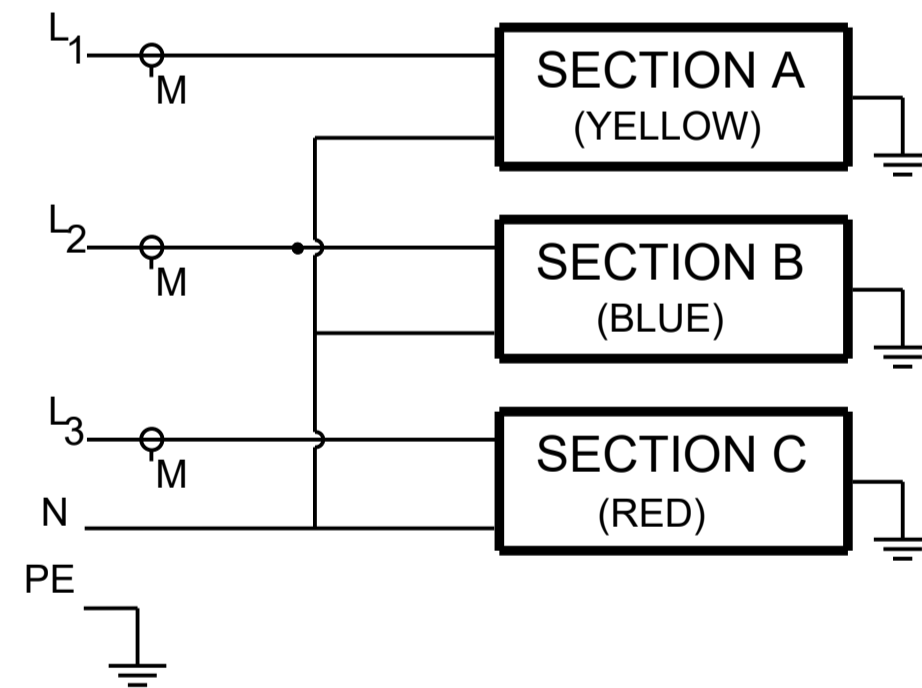 L1
M
SECTION A
(YELLOW)
L2
M
SECTION B
(BLUE)
L3
M
SECTION C
(RED)
N
PE